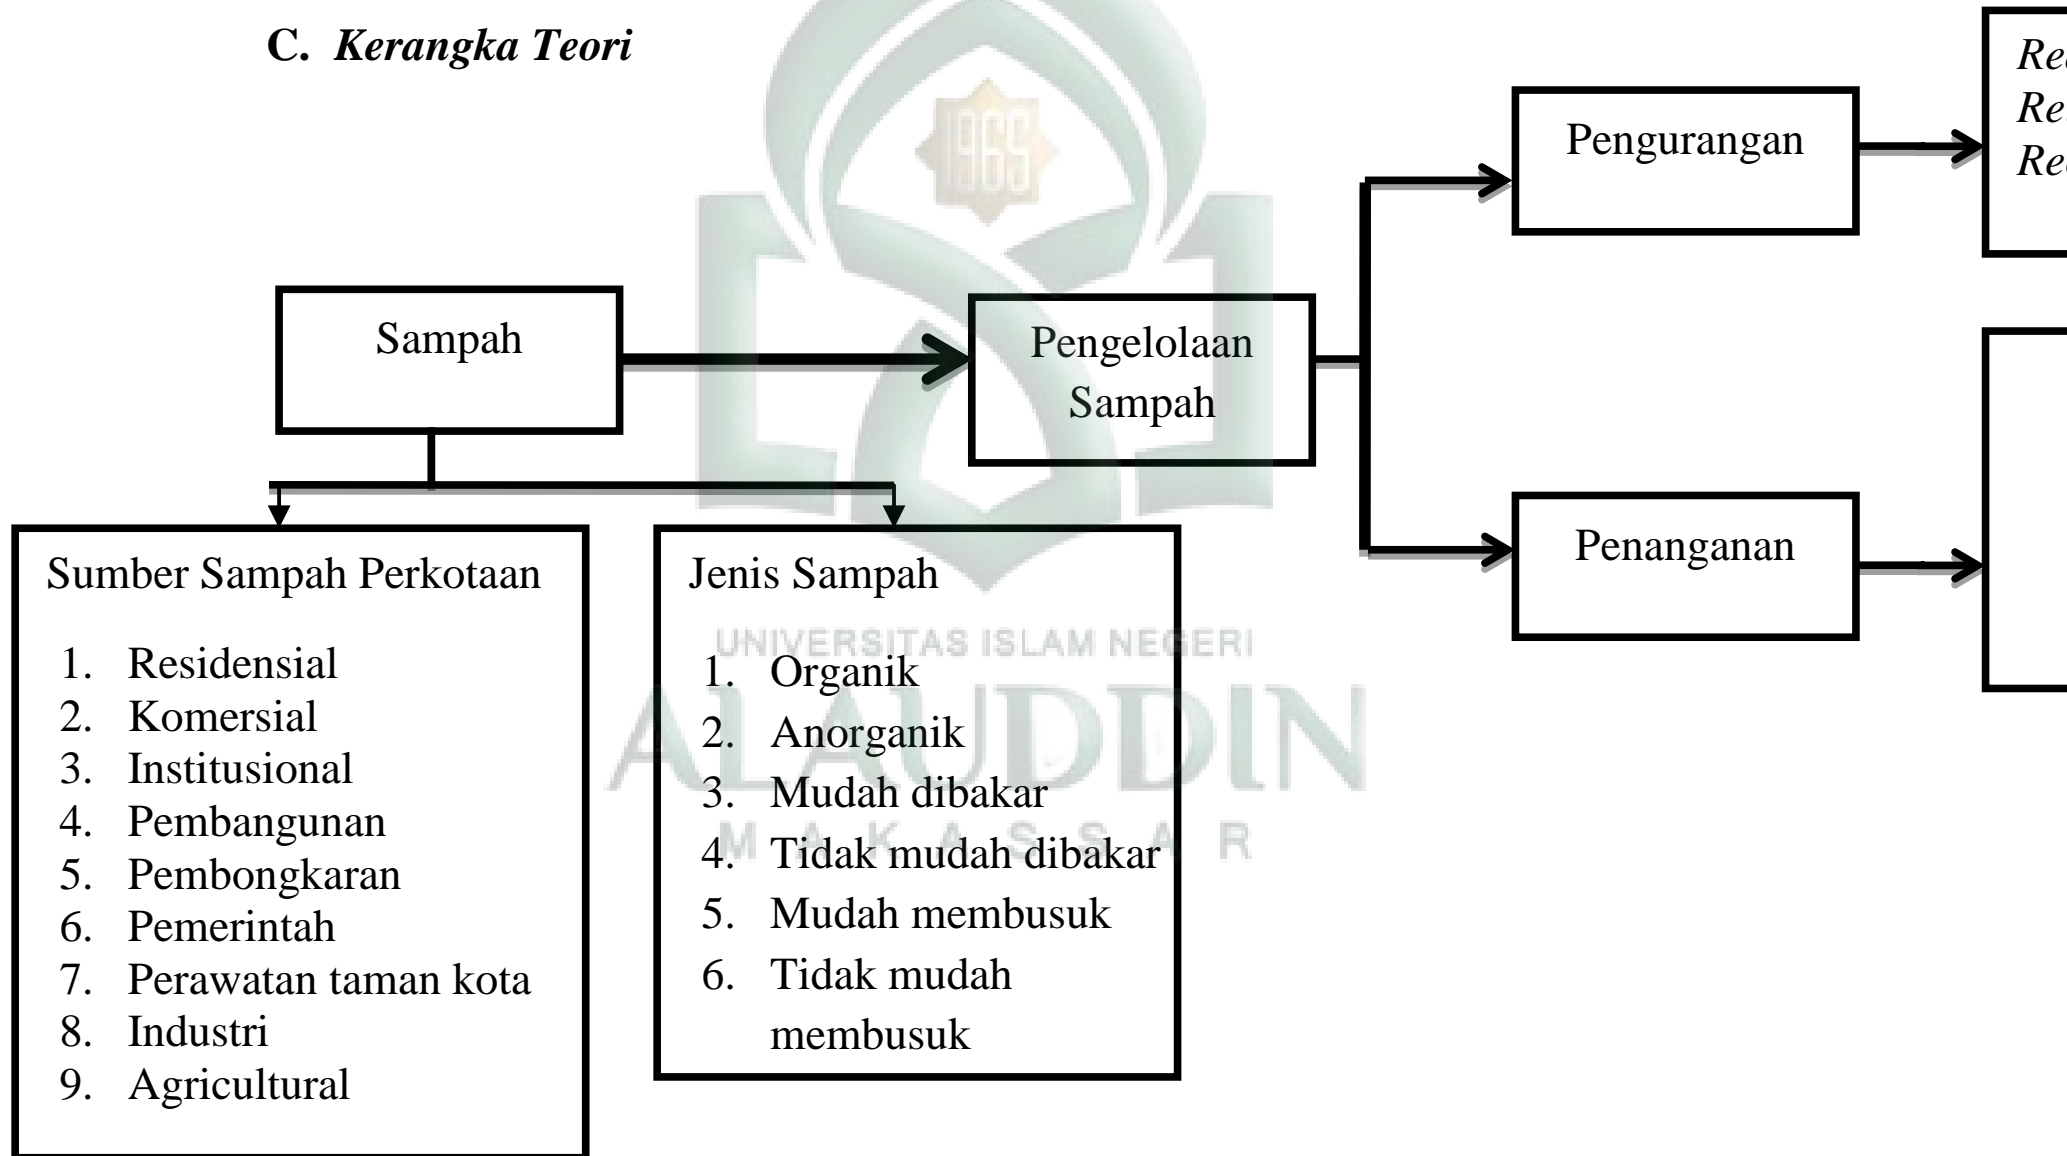 C. Kerangka Teori
Sampah
Pengelolaan
Sampah
Pengurangan
Penanganan
Sumber Sampah Perkotaan
1. Residensial
2. Komersial
3. Institusional
4. Pembangunan
5. Pembongkaran
6. Pemerintah
7. Perawatan taman kota
8. Industri
9. Agricultural
Jenis Sampah
1. Organik
2. Anorganik
3. Mudah dibakar
4. Tidak mudah dibakar
5. Mudah membusuk
6. Tidak mudah
membusuk
1965
UNIVERSITAS ISLAM NEGERI
ALAUDDIN
MAKASSAR